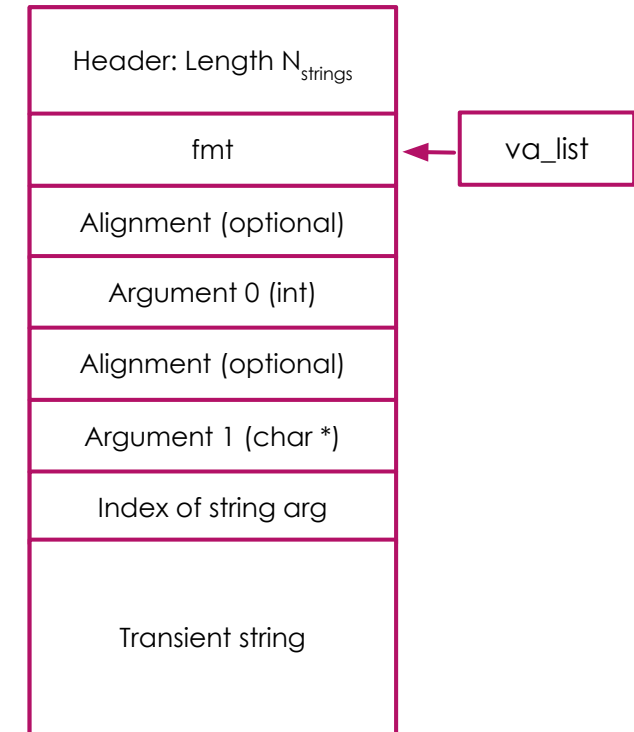 Header: Length N_strings
fmt
va_list
Alignment (optional)
Argument 0 (int)
Alignment (optional)
Argument 1 (char *)
Index of string arg
Transient string